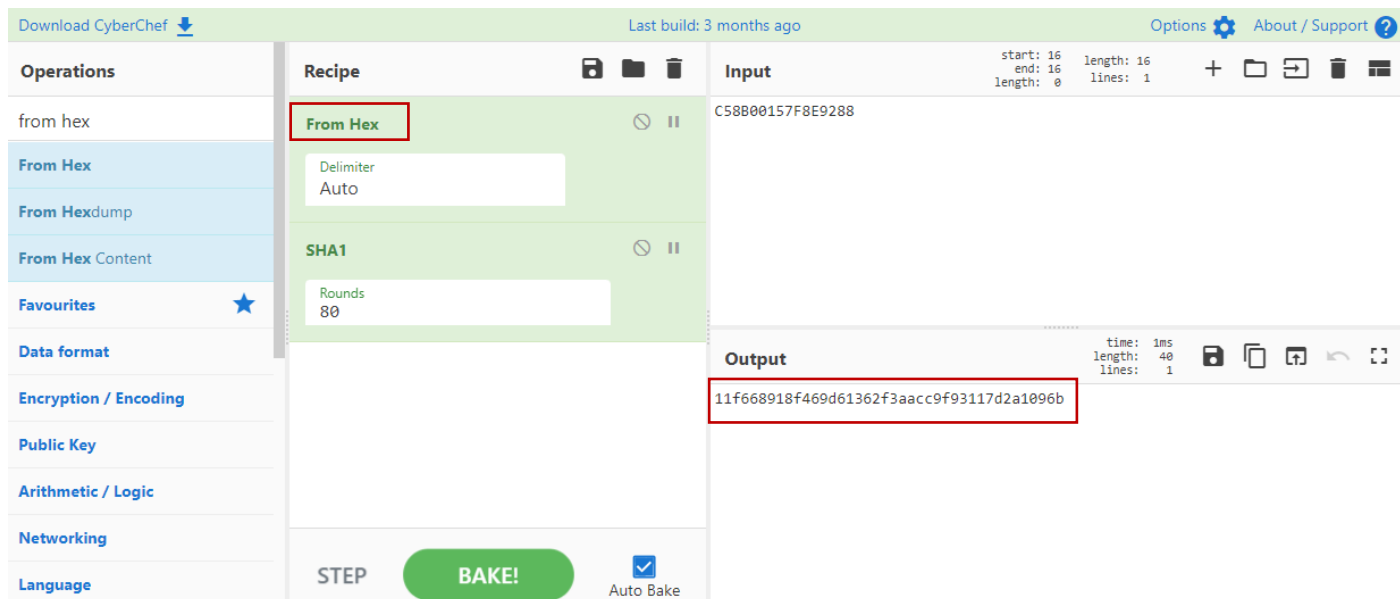 Download CyberChef
Last build: 3 months ago
Options
About / Support
Operations
from hex
From Hex
From Hexdump
From Hex Content
Favourites
Data format
Encryption / Encoding
Public Key
Arithmetic / Logic
Networking
Language
Recipe
From Hex
Delimiter
Auto
SHA1
Rounds
80
STEP
BAKE!
Auto Bake
Input
start: 16
end: 16
length: 0
length: 16
lines: 1
C58B00157F8E9288
Output
time: 1ms
length: 40
lines: 1
11f668918f469d61362f3aacc9f93117d2a1096b